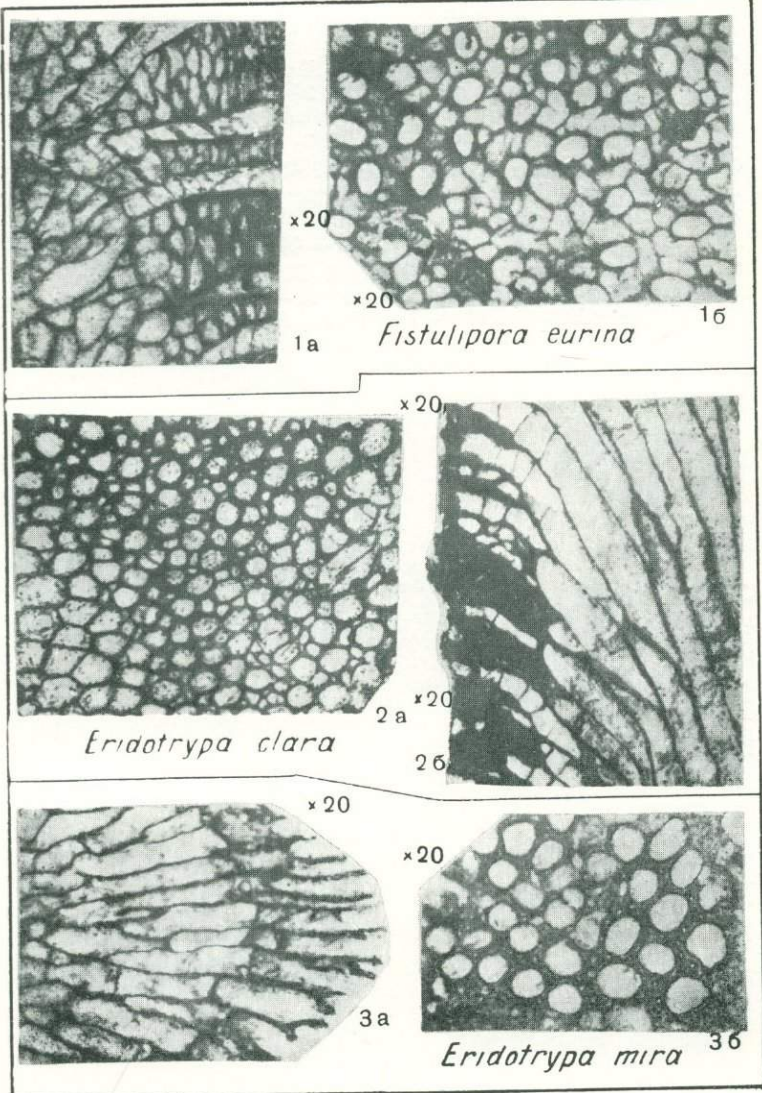 ×20
×20
1а
1б
Fistulipora eurina
×20
2а
×20
Eridotrypa clara
2б
×20
×20
3а
3б
Eridotrypa mira